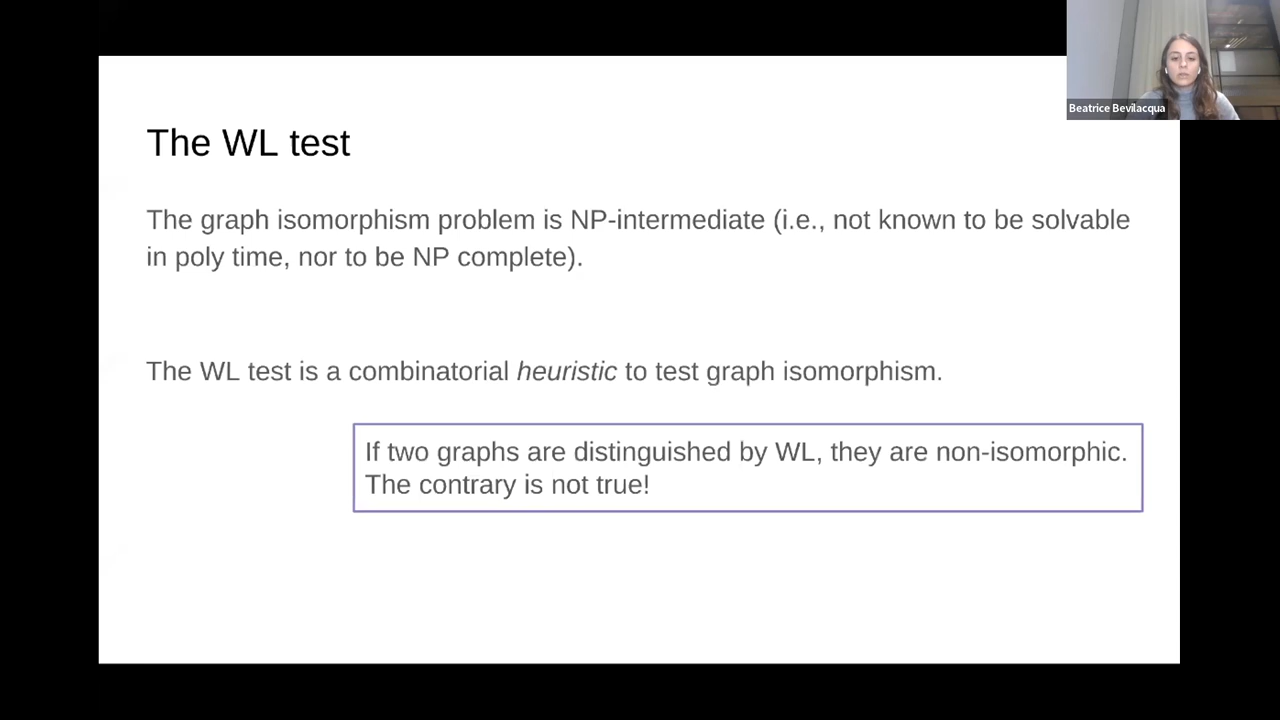 Beatrice Bevilacqua
The WL test
The graph isomorphism problem is NP-intermediate (i.e., not known to be solvable
in poly time, nor to be NP complete).
The WL test is a combinatorial heuristic to test graph isomorphism.
If two graphs are distinguished by WL, they are non-isomorphic.
The contrary is not true!